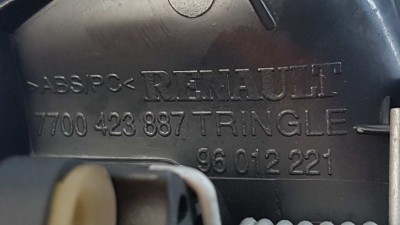 >ABS/PC< RENAULT
7700 423 887 TRINGLE
96 012 221